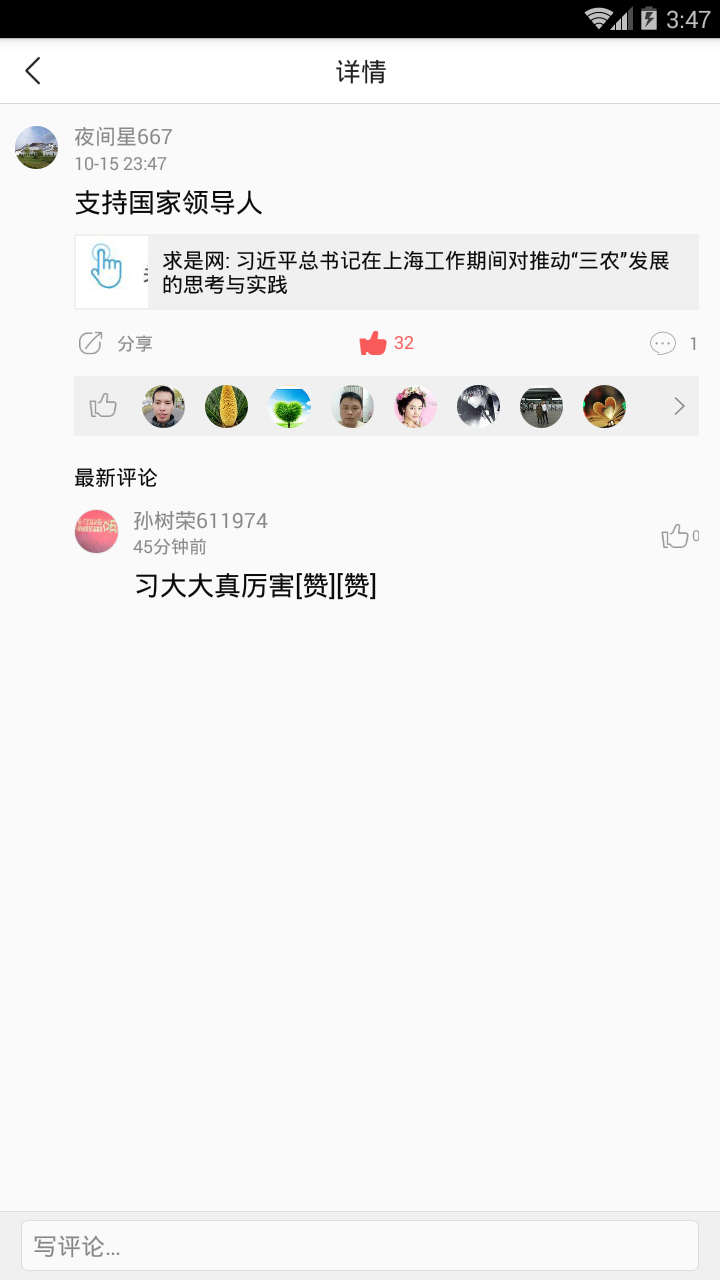 3:47
详情
夜间星667
10-15 23:47
支持国家领导人
求是网: 习近平总书记在上海工作期间对推动“三农”发展
的思考与实践
分享
32
1
最新评论
孙树荣611974
0
45分钟前
习大大真厉害[赞][赞]
写评论...